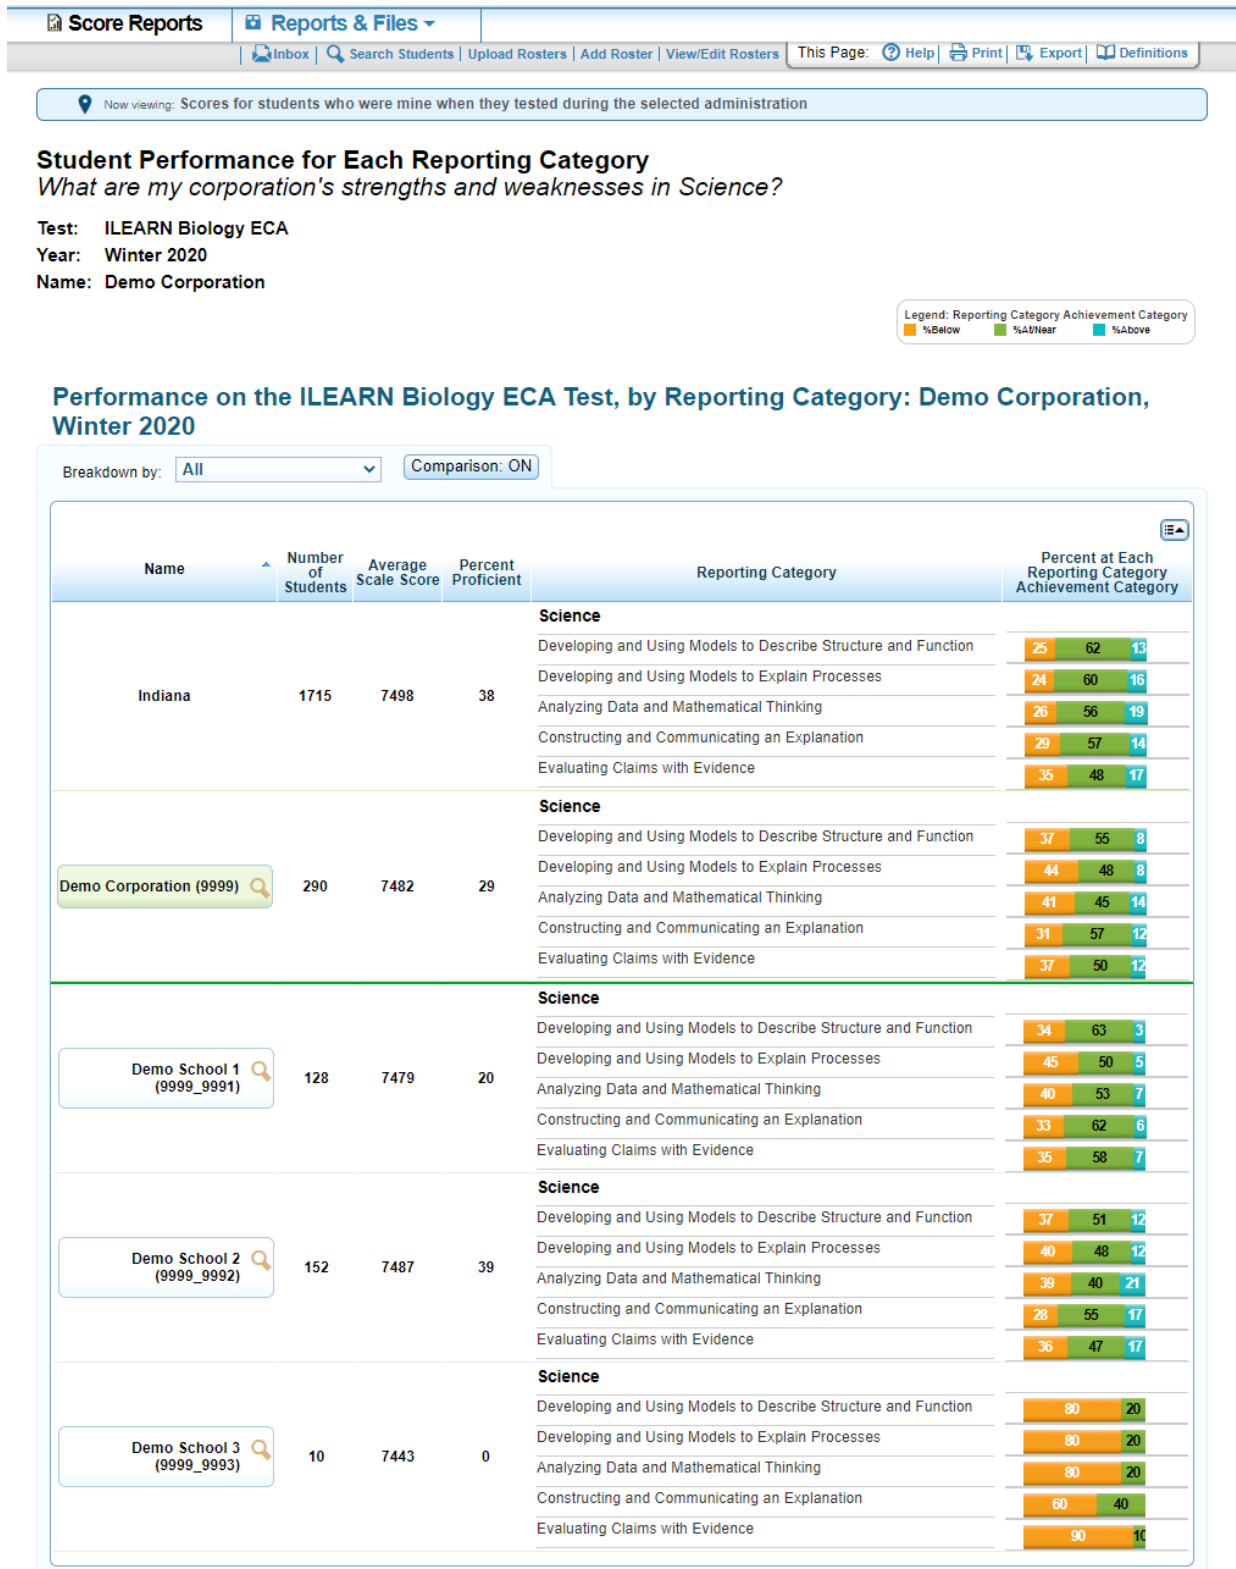 Score Reports
Reports & Files
Inbox | Search Students | Upload Rosters | Add Roster | View/Edit Rosters
This Page: Help | Print | Export | Definitions
Now viewing: Scores for students who were mine when they tested during the selected administration
Student Performance for Each Reporting Category
What are my corporation's strengths and weaknesses in Science?
Test: ILEARN Biology ECA
Year: Winter 2020
Name: Demo Corporation
Legend: Reporting Category Achievement Category
%Below %At/Near %Above
Performance on the ILEARN Biology ECA Test, by Reporting Category: Demo Corporation,
Winter 2020
Breakdown by: All Comparison: ON
Name
Number of Students
Average Scale Score
Percent Proficient
Reporting Category
Percent at Each Reporting Category Achievement Category
Indiana 1715 7498 38
Science
Developing and Using Models to Describe Structure and Function 25 62 13
Developing and Using Models to Explain Processes 24 60 16
Analyzing Data and Mathematical Thinking 26 56 19
Constructing and Communicating an Explanation 29 57 14
Evaluating Claims with Evidence 35 48 17
Demo Corporation (9999) 290 7482 29
Science
Developing and Using Models to Describe Structure and Function 37 55 8
Developing and Using Models to Explain Processes 44 48 8
Analyzing Data and Mathematical Thinking 41 45 14
Constructing and Communicating an Explanation 31 57 12
Evaluating Claims with Evidence 37 50 12
Demo School 1 (9999_9991) 128 7479 20
Science
Developing and Using Models to Describe Structure and Function 34 63 3
Developing and Using Models to Explain Processes 45 50 5
Analyzing Data and Mathematical Thinking 40 53 7
Constructing and Communicating an Explanation 33 62 6
Evaluating Claims with Evidence 35 58 7
Demo School 2 (9999_9992) 152 7487 39
Science
Developing and Using Models to Describe Structure and Function 37 51 12
Developing and Using Models to Explain Processes 40 48 12
Analyzing Data and Mathematical Thinking 39 40 21
Constructing and Communicating an Explanation 28 55 17
Evaluating Claims with Evidence 36 47 17
Demo School 3 (9999_9993) 10 7443 0
Science
Developing and Using Models to Describe Structure and Function 80 20
Developing and Using Models to Explain Processes 80 20
Analyzing Data and Mathematical Thinking 80 20
Constructing and Communicating an Explanation 60 40
Evaluating Claims with Evidence 90 10